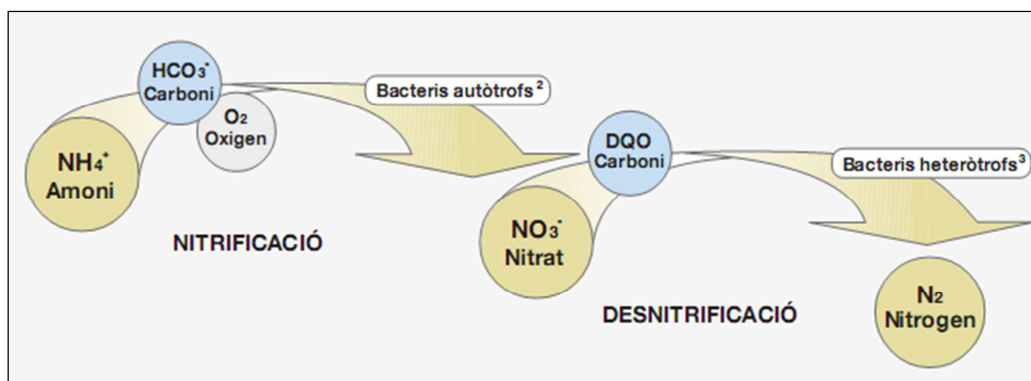 HCO₃⁻
Carboni
O₂
Oxigen
NH₄⁺
Amoni
Bacteris autòtrofs²
NITRIFICACIÓ
DQO
Carboni
NO₃⁻
Nitrat
Bacteris heteròtrofs³
DESNITRIFICACIÓ
N₂
Nitrogen